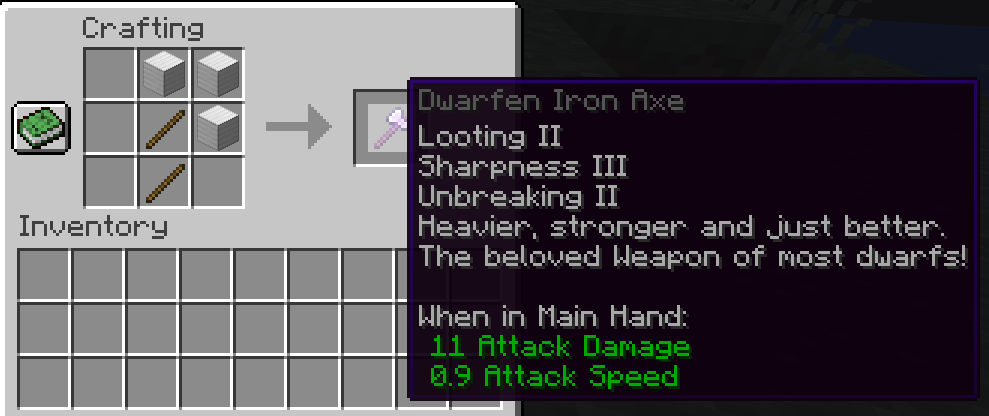 Crafting
Dwarfen Iron Axe
Looting II
Sharpness III
Unbreaking II
Heavier, stronger and just better.
The beloved Weapon of most dwarfs!
When in Main Hand:
11 Attack Damage
0.9 Attack Speed
Inventory